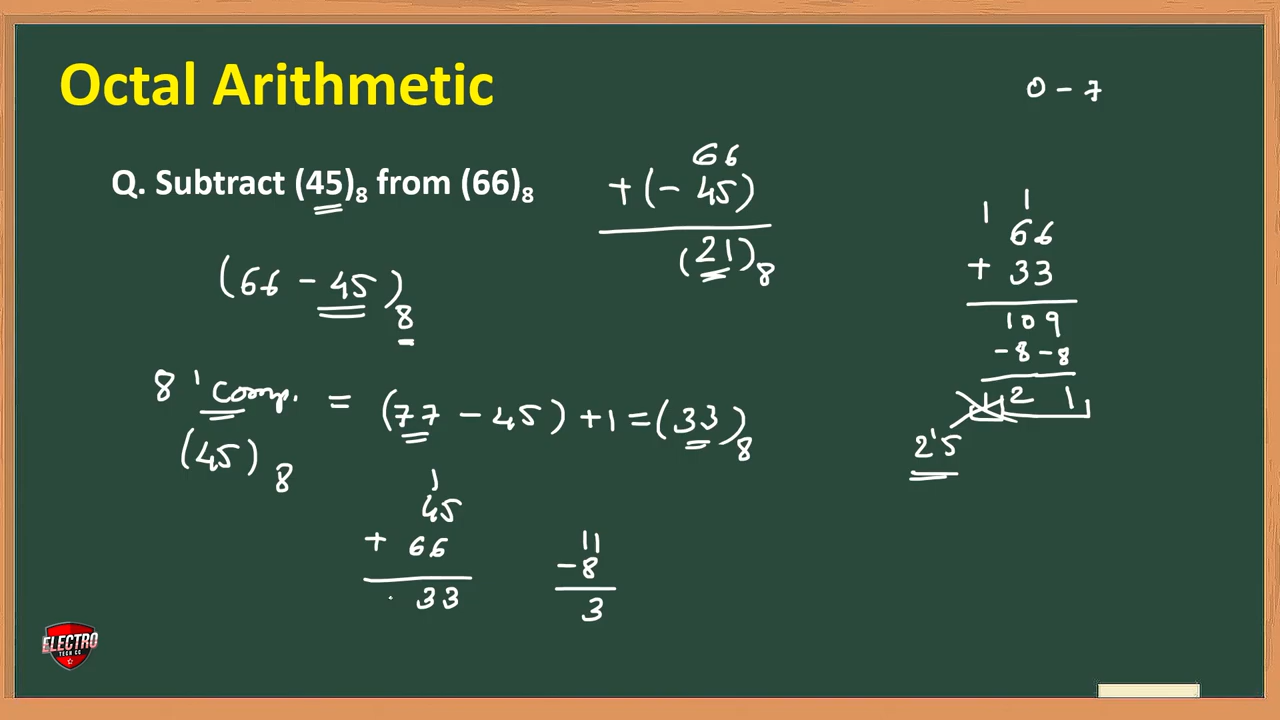 Octal Arithmetic
0 - 7
Q. Subtract (45)₈ from (66)₈
66
+ (- 45)
(21)₈
(66 - 45)₈
1 1
66
+ 33
109
-8-8
1 2 1
2's
8' Comp. = (77 - 45) + 1 = (33)₈
(45)₈
1
45
+ 66
33
11
- 8
3
ELECTRO
TECH CC